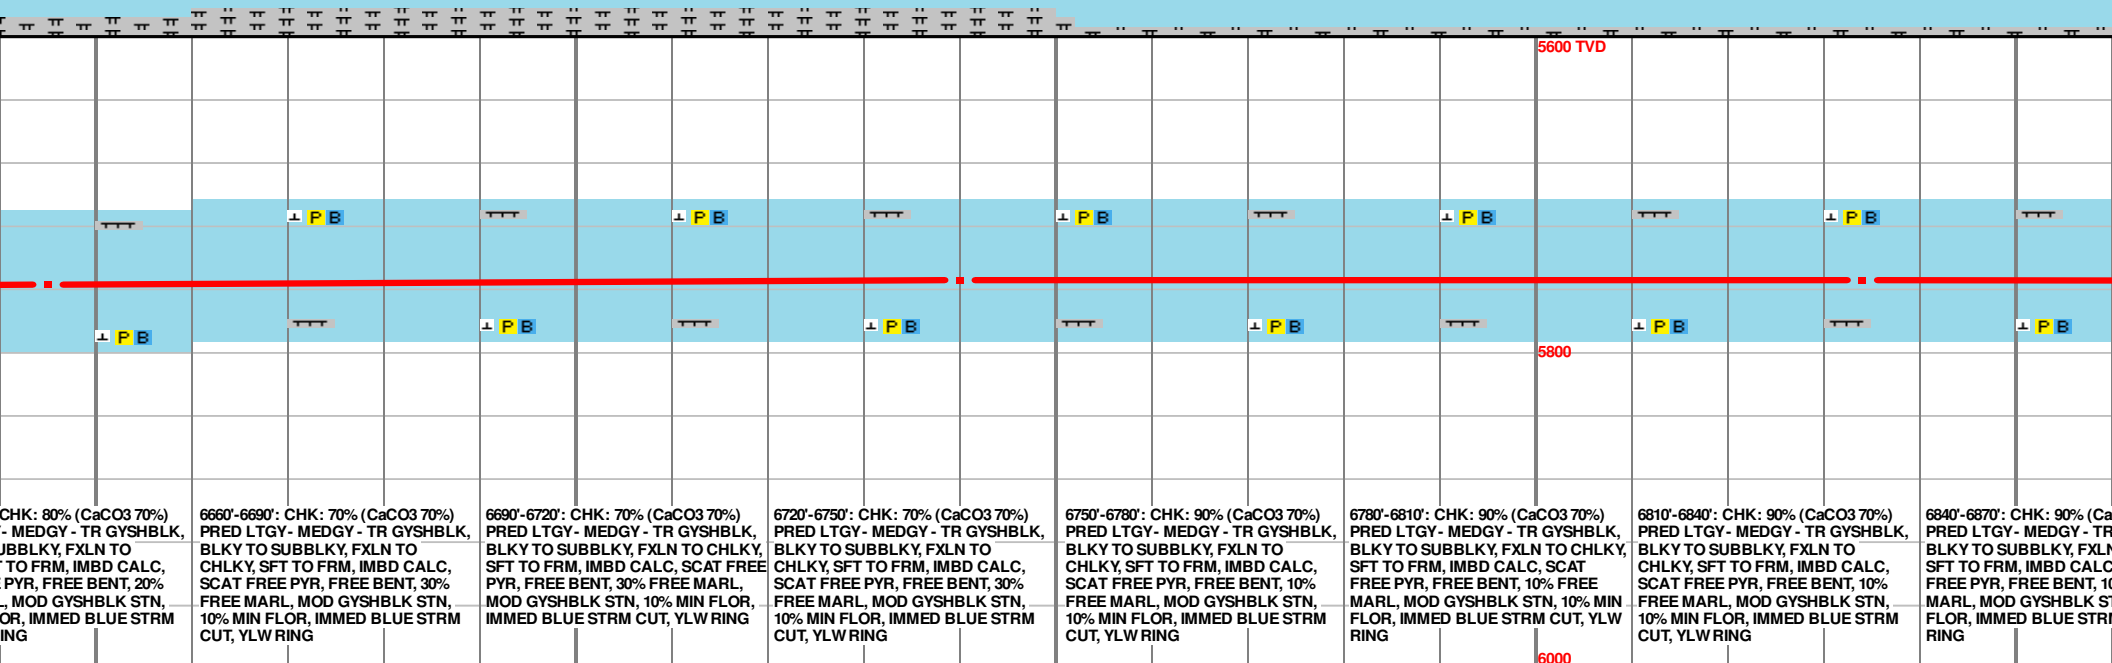 5600 TVD
P B
P B
P B
P B
P B
P B
P B
P B
P B
P B
P B
5800
CHK: 80% (CaCO3 70%)
- MEDGY - TR GYSHBLK,
TO FRM, IMBD CALC,
PYR, FREE BENT, 20%
MOD GYSHBLK STN,
IMMED BLUE STRM
6660'-6690': CHK: 70% (CaCO3 70%)
PRED LTGY - MEDGY - TR GYSHBLK,
BLKY TO SUBBLKY, FXLN TO
CHLKY, SFT TO FRM, IMBD CALC,
SCAT FREE PYR, FREE BENT, 30%
FREE MARL, MOD GYSHBLK STN,
10% MIN FLOR, IMMED BLUE STRM
CUT, YLW RING
6690'-6720': CHK: 70% (CaCO3 70%)
PRED LTGY - MEDGY - TR GYSHBLK,
BLKY TO SUBBLKY, FXLN TO CHLKY,
SFT TO FRM, IMBD CALC, SCAT FREE
PYR, FREE BENT, 30% FREE MARL,
MOD GYSHBLK STN, 10% MIN FLOR,
IMMED BLUE STRM CUT, YLW RING
6720'-6750': CHK: 70% (CaCO3 70%)
PRED LTGY - MEDGY - TR GYSHBLK,
BLKY TO SUBBLKY, FXLN TO
CHLKY, SFT TO FRM, IMBD CALC,
SCAT FREE PYR, FREE BENT, 30%
FREE MARL, MOD GYSHBLK STN,
10% MIN FLOR, IMMED BLUE STRM
CUT, YLW RING
6750'-6780': CHK: 90% (CaCO3 70%)
PRED LTGY - MEDGY - TR GYSHBLK,
BLKY TO SUBBLKY, FXLN TO
CHLKY, SFT TO FRM, IMBD CALC,
SCAT FREE PYR, FREE BENT, 10%
FREE MARL, MOD GYSHBLK STN,
10% MIN FLOR, IMMED BLUE STRM
CUT, YLW RING
6780'-6810': CHK: 90% (CaCO3 70%)
PRED LTGY - MEDGY - TR GYSHBLK,
BLKY TO SUBBLKY, FXLN TO CHLKY,
SFT TO FRM, IMBD CALC, SCAT
FREE PYR, FREE BENT, 10% FREE
MARL, MOD GYSHBLK STN, 10% MIN
FLOR, IMMED BLUE STRM CUT, YLW
RING
6810'-6840': CHK: 90% (CaCO3 70%)
PRED LTGY - MEDGY - TR GYSHBLK,
BLKY TO SUBBLKY, FXLN TO
CHLKY, SFT TO FRM, IMBD CALC,
SCAT FREE PYR, FREE BENT, 10%
FREE MARL, MOD GYSHBLK STN,
10% MIN FLOR, IMMED BLUE STRM
CUT, YLW RING
6840'-6870': CHK: 90%
PRED LTGY - MEDGY - TR
BLKY TO SUBBLKY,
SFT TO FRM, IMBD CALC
FREE PYR, FREE BENT,
MARL, MOD GYSHBLK
FLOR, IMMED BLUE
RING
6000